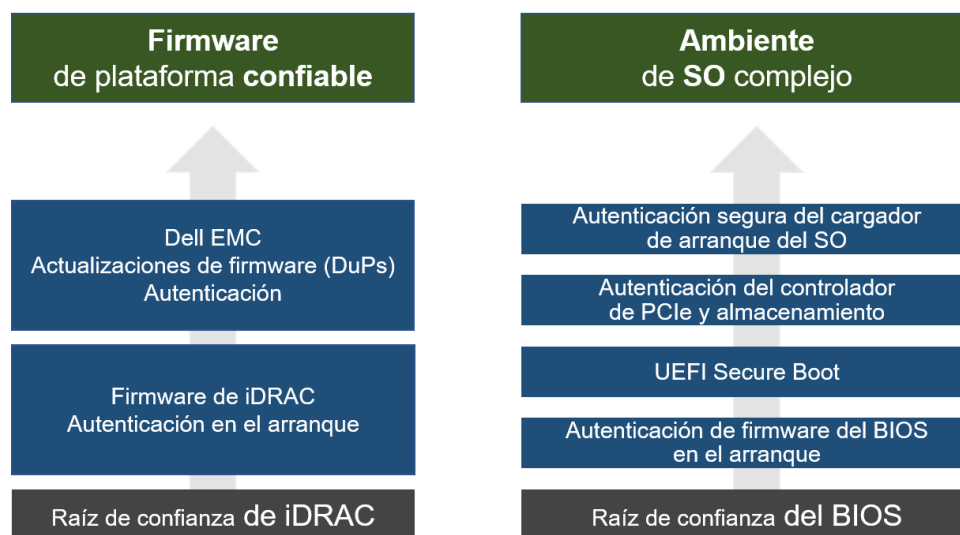 Firmware
de plataforma confiable
Dell EMC
Actualizaciones de firmware (DuPs)
Autenticación
Firmware de iDRAC
Autenticación en el arranque
Raíz de confianza de iDRAC
Ambiente
de SO complejo
Autenticación segura del cargador
de arranque del SO
Autenticación del controlador
de PCIe y almacenamiento
UEFI Secure Boot
Autenticación de firmware del BIOS
en el arranque
Raíz de confianza del BIOS